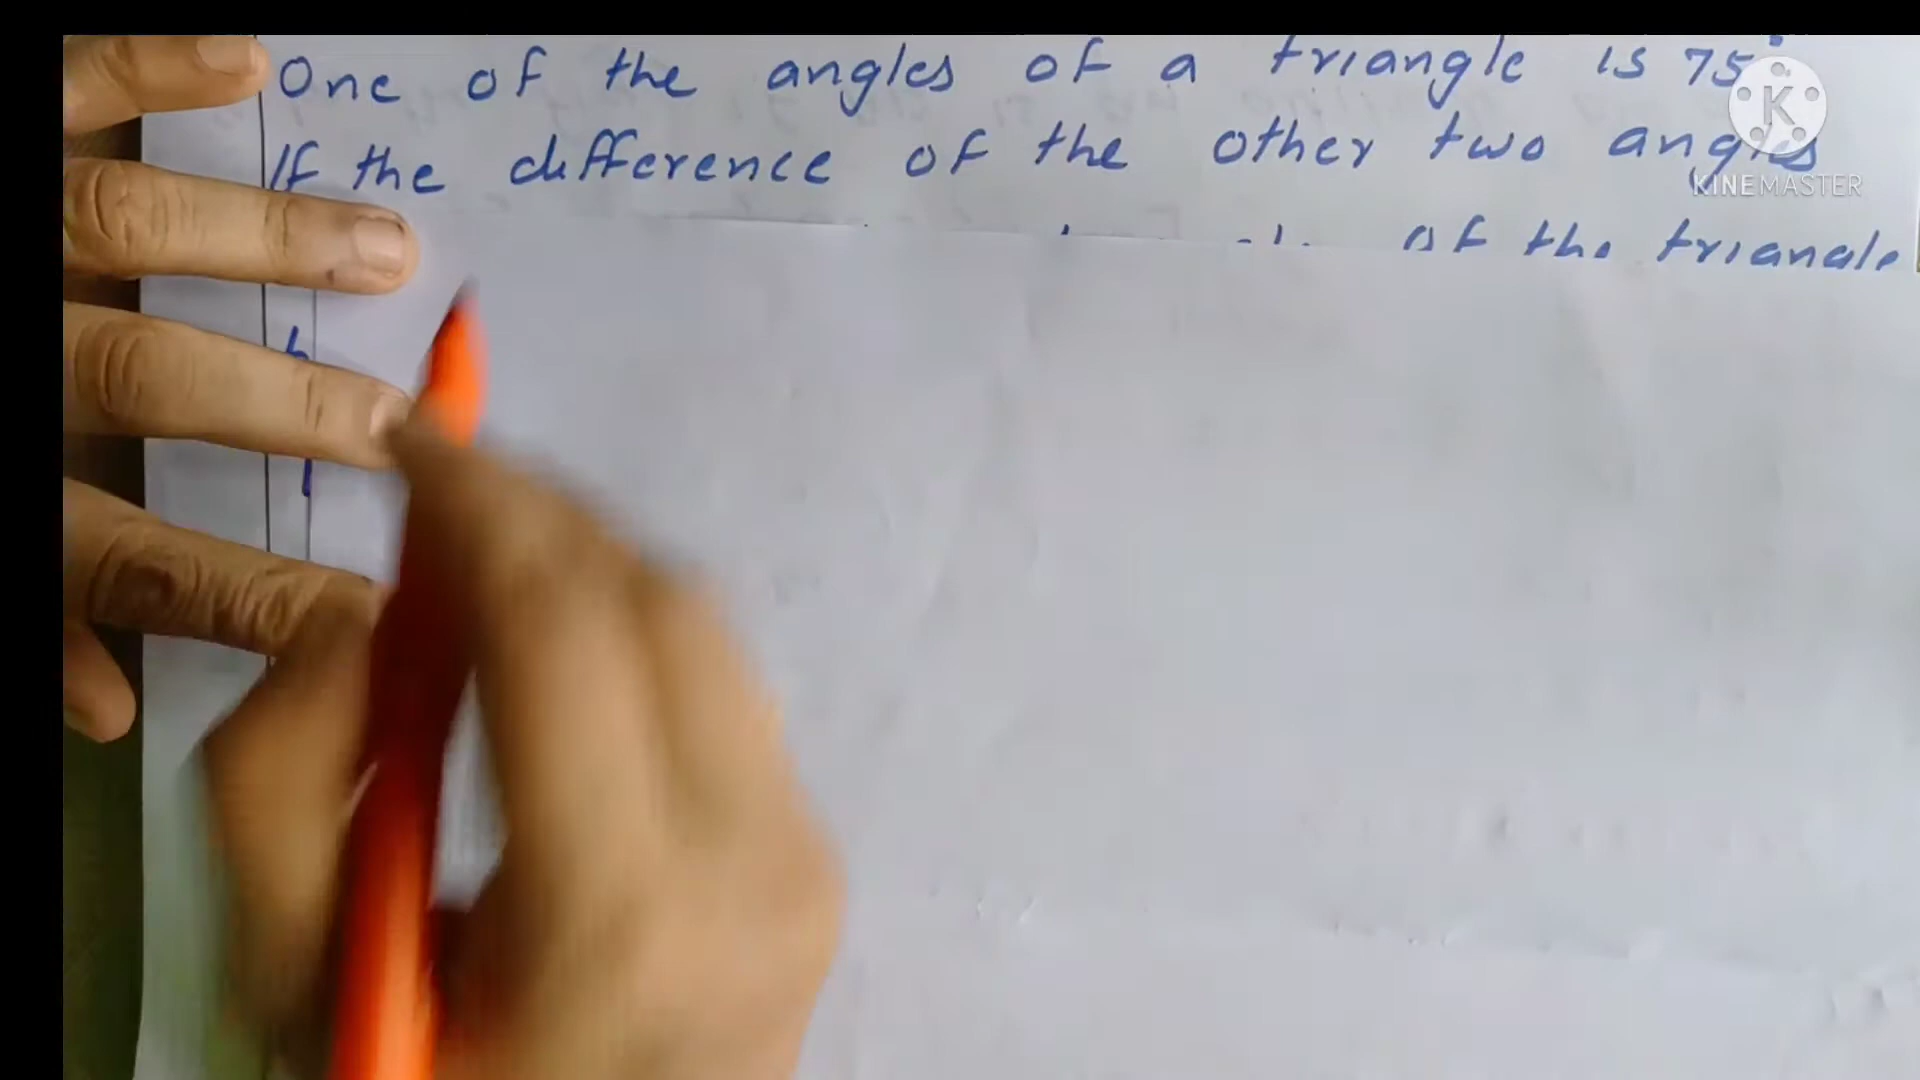 One of the angles of a triangle is 75°
If the difference of the other two angles
of the triangle
KINEMASTER